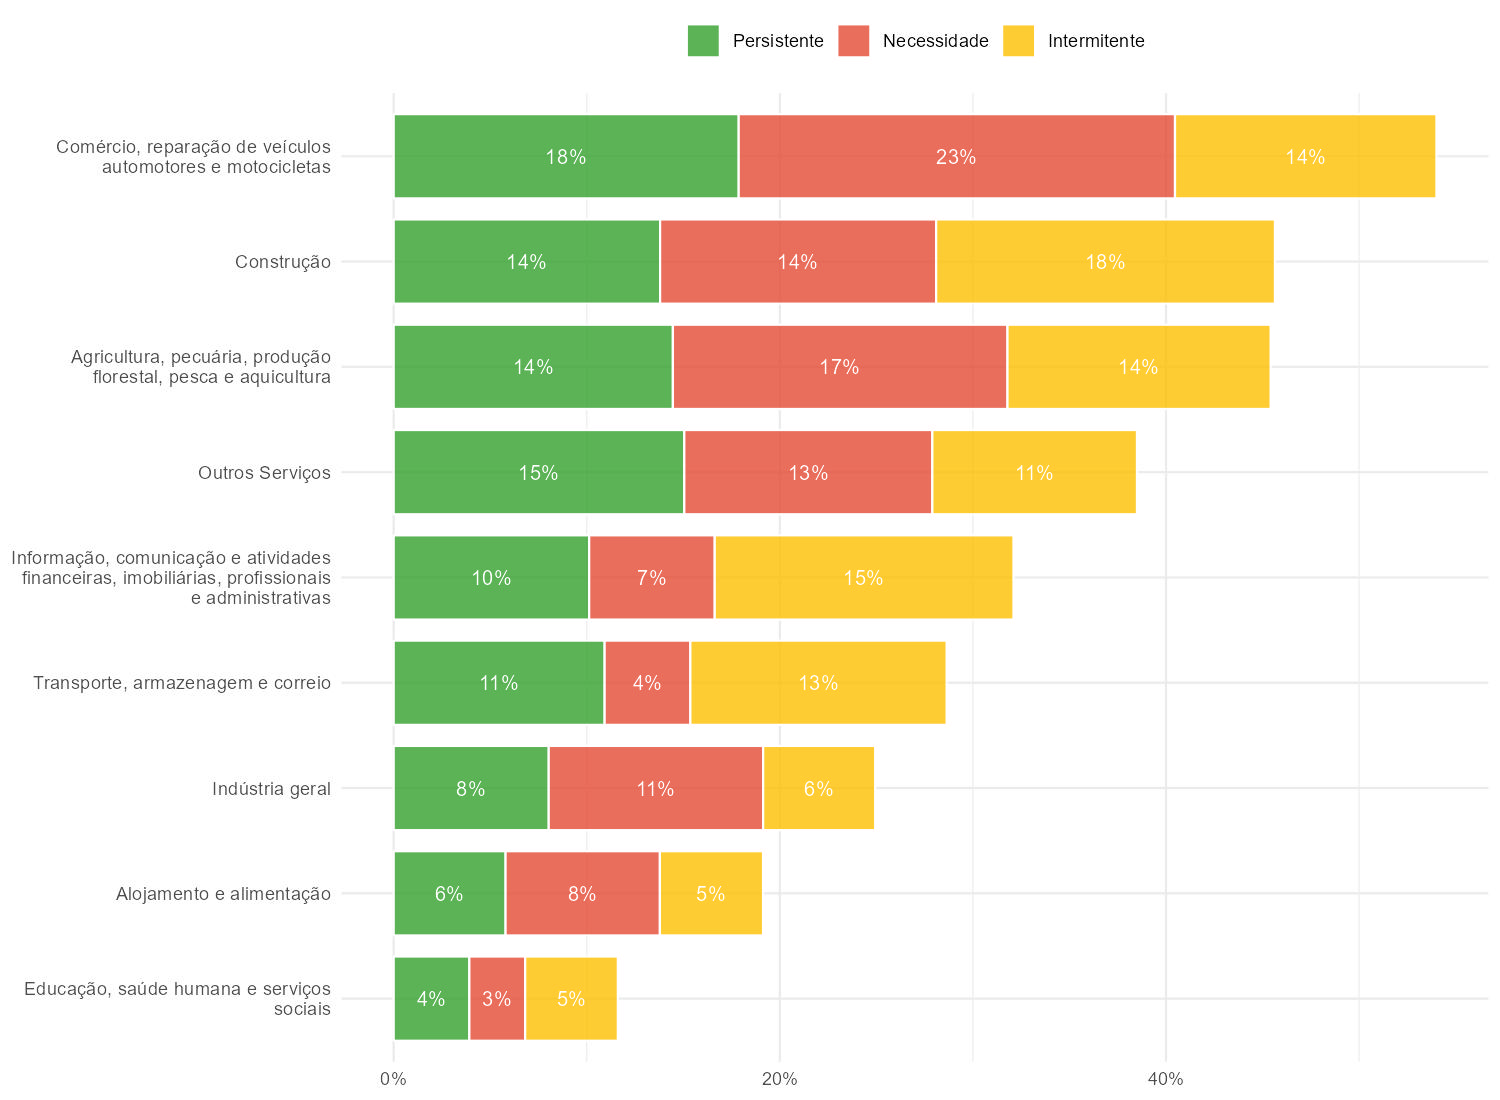 Persistente Necessidade Intermitente
Comércio, reparação de veículos
automotores e motocicletas
18% 23% 14%
Construção
14% 14% 18%
Agricultura, pecuária, produção
florestal, pesca e aquicultura
14% 17% 14%
Outros Serviços
15% 13% 11%
Informação, comunicação e atividades
financeiras, imobiliárias, profissionais
e administrativas
10% 7% 15%
Transporte, armazenagem e correio
11% 4% 13%
Indústria geral
8% 11% 6%
Alojamento e alimentação
6% 8% 5%
Educação, saúde humana e serviços
sociais
4% 3% 5%
0% 20% 40%